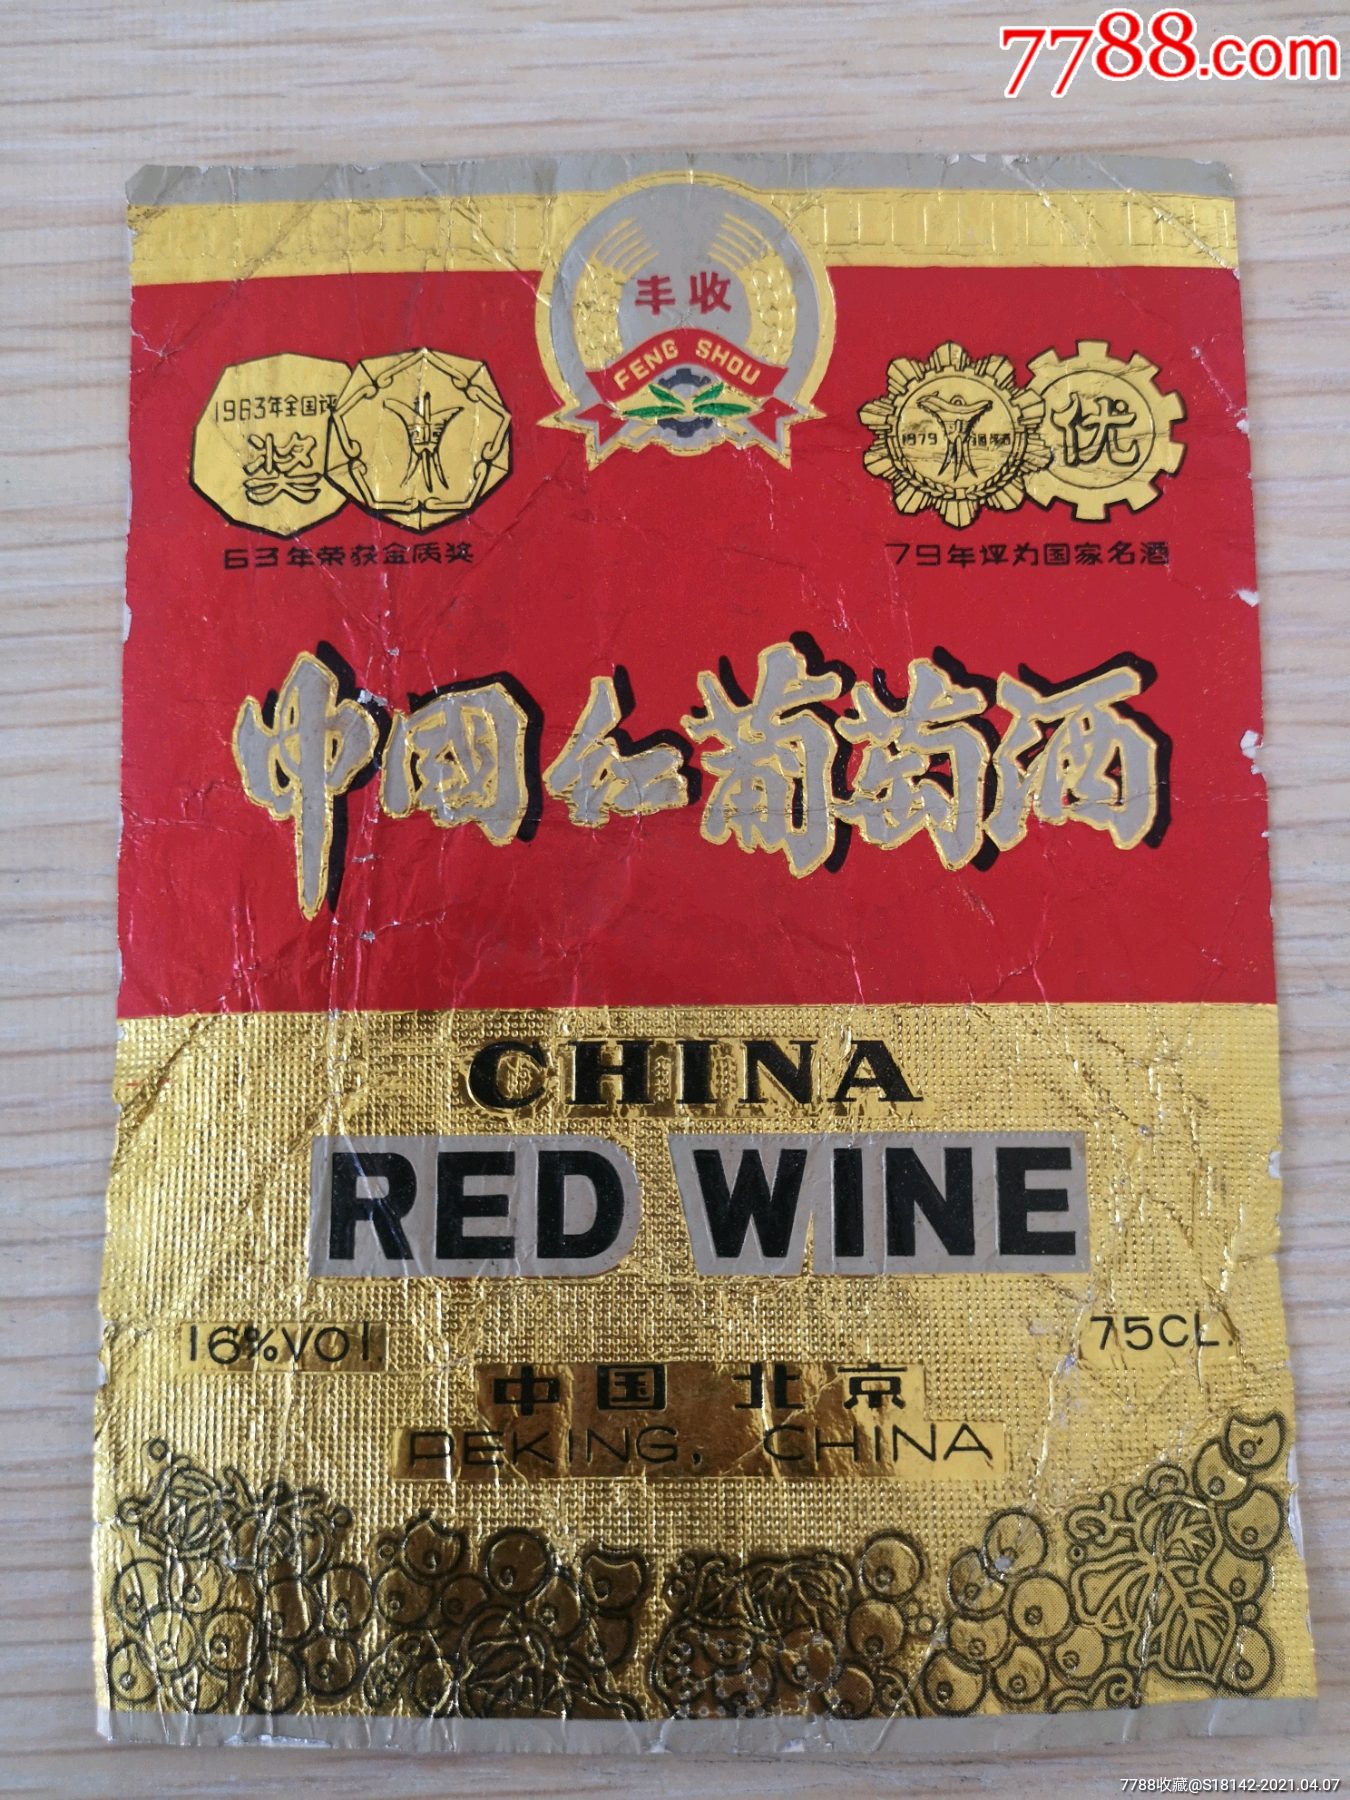 7788.com
丰收
FENG SHOU
1963年全国评
奖
1979
优
63年荣获金质奖
79年评为国家名酒
中国红葡萄酒
CHINA
RED WINE
16%VOl.
75CL.
中国 北京
PEKING, CHINA
7788收藏@S18142-2021.04.07